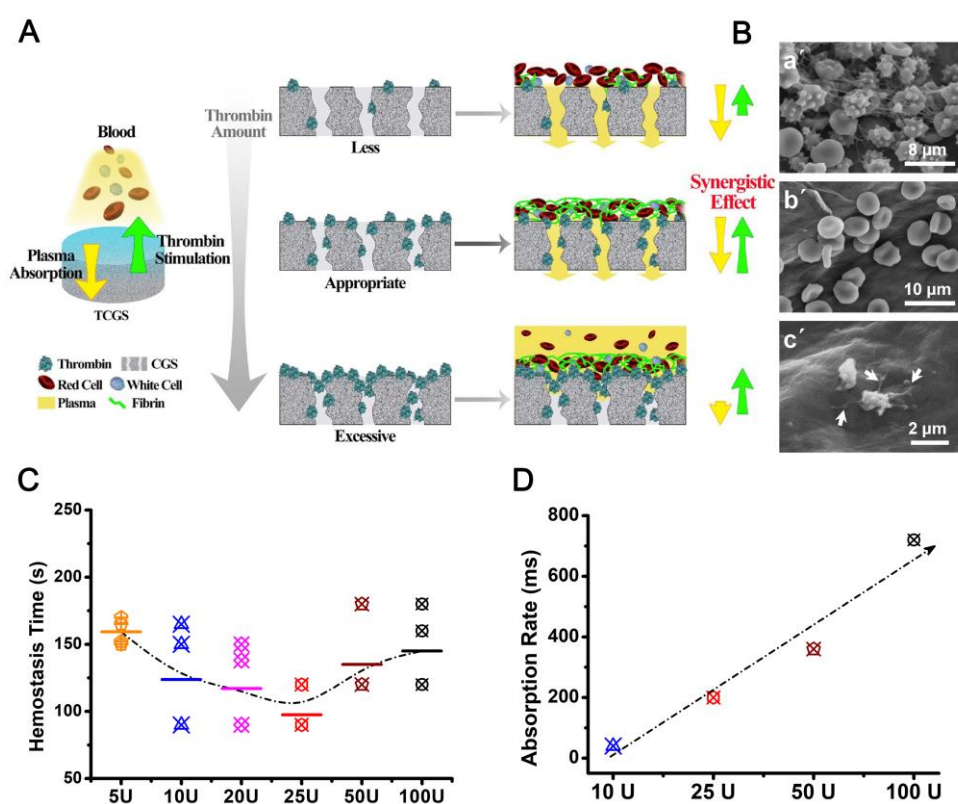 A
Blood
Plasma
Absorption
Thrombin
Stimulation
TCGS
Thrombin
CGS
Red Cell
White Cell
Plasma
Fibrin
Thrombin
Amount
Less
Appropriate
Excessive
Synergistic
Effect
B
a´
8 µm
b´
10 µm
c´
2 µm
C
Hemostasis Time (s)
250
200
150
100
50
5U
10U
20U
25U
50U
100U
D
Absorption Rate (ms)
800
600
400
200
0
10 U
25 U
50 U
100 U